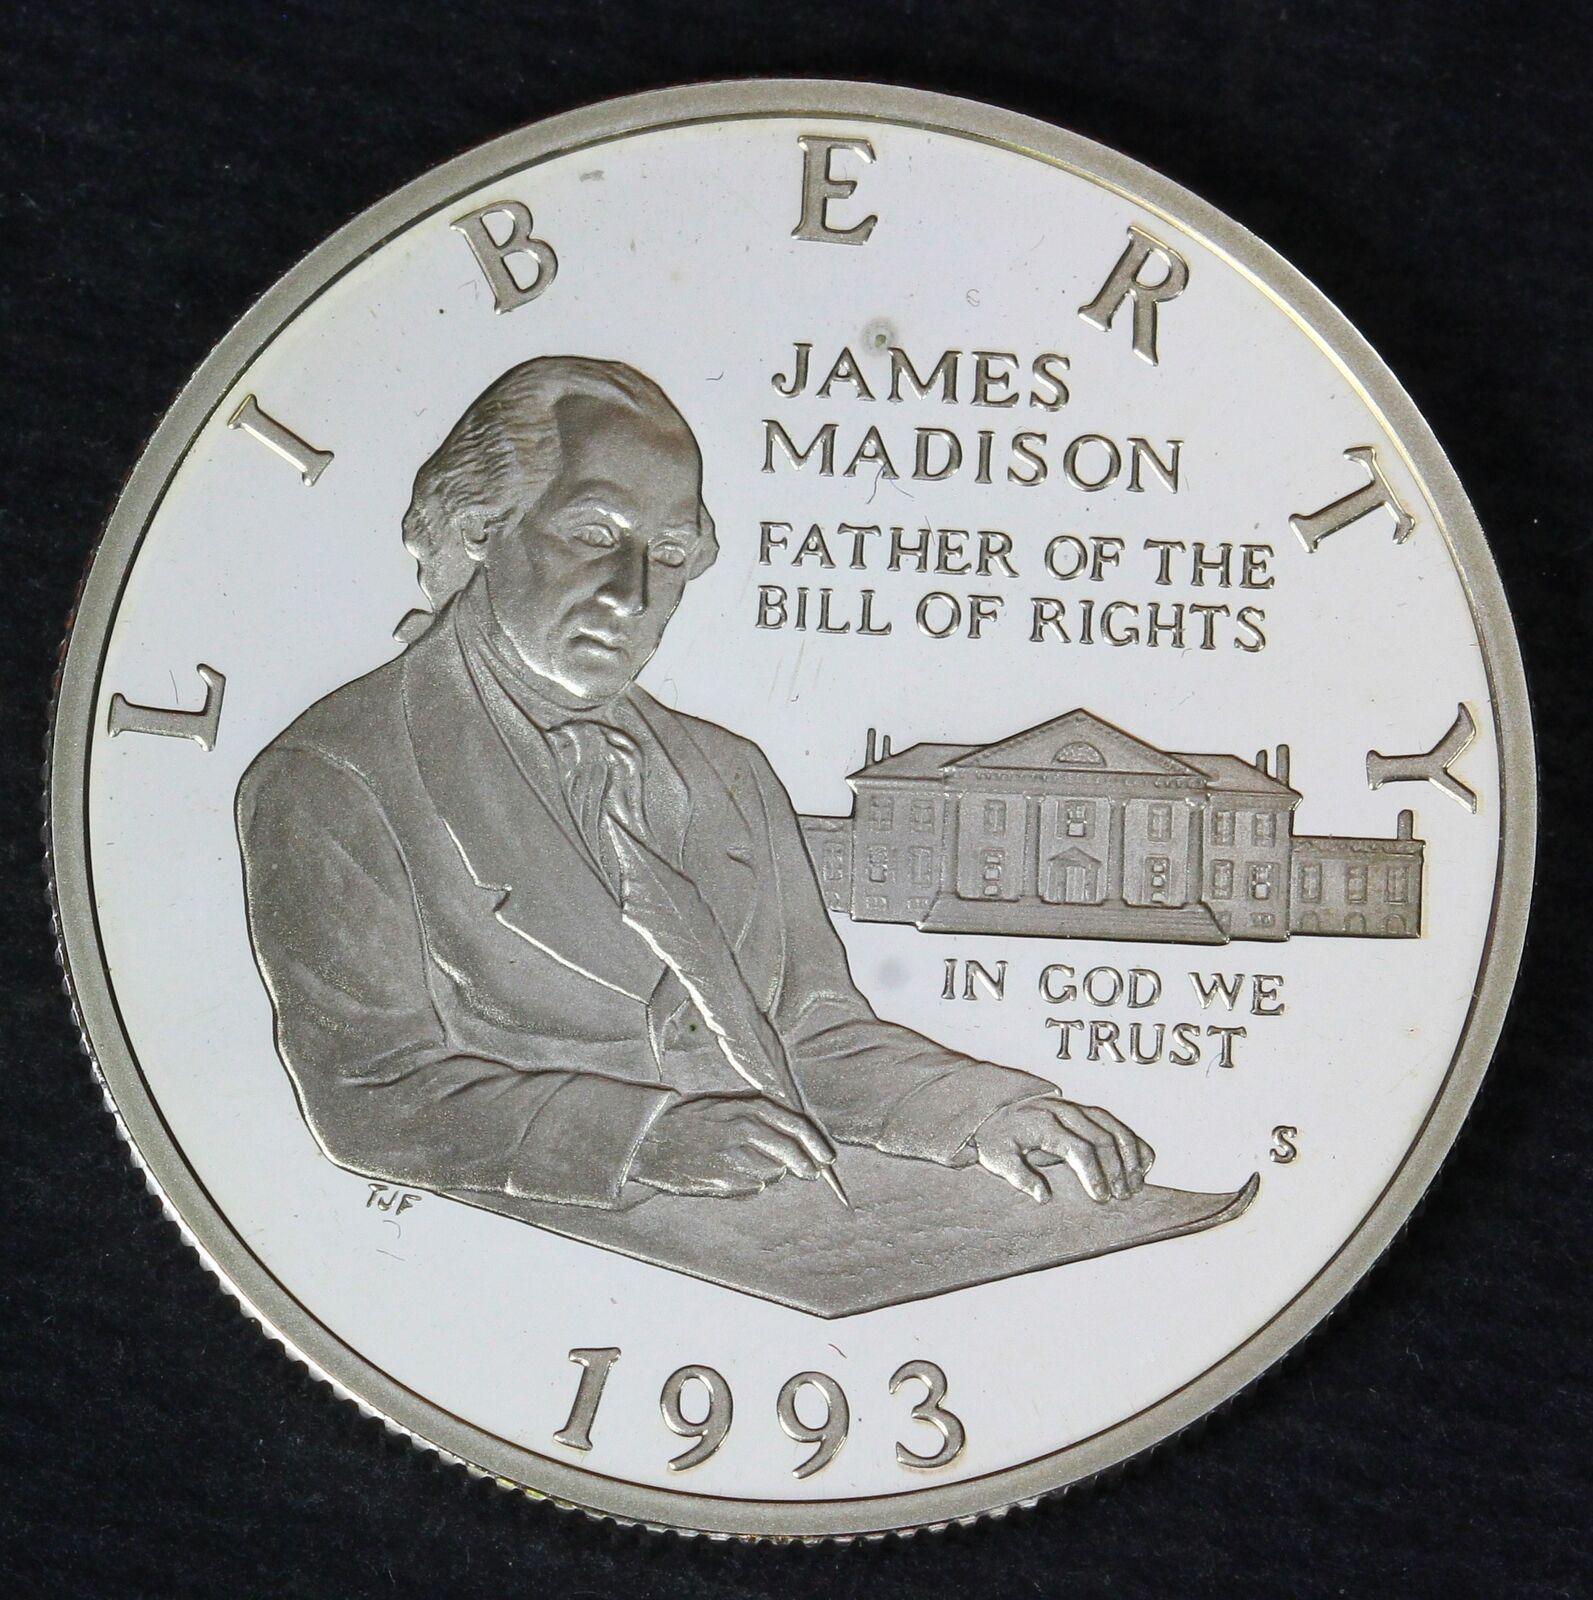 LIBERTY
JAMES
MADISON
FATHER OF THE
BILL OF RIGHTS
IN GOD WE
TRUST
S
TJF
1993